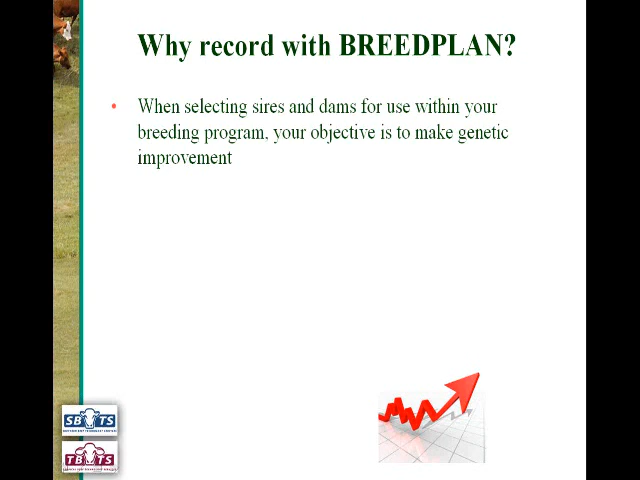 Why record with BREEDPLAN?
• When selecting sires and dams for use within your
breeding program, your objective is to make genetic
improvement
SBTS
TBTS